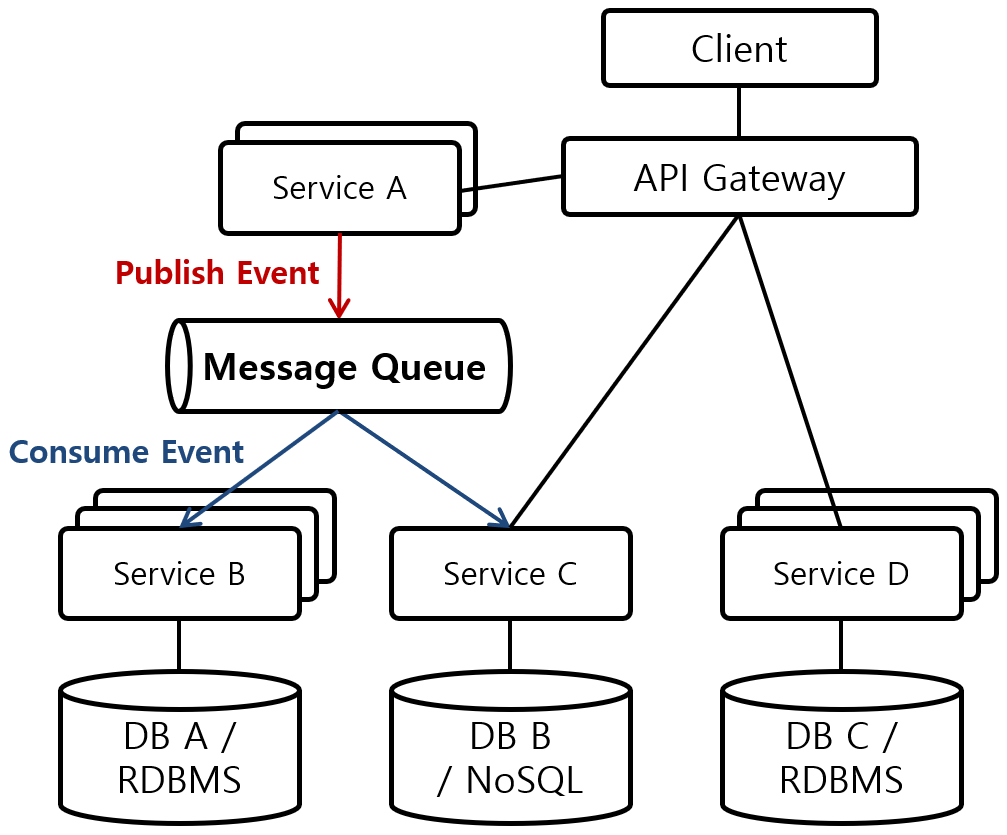 Client
API Gateway
Service A
Publish Event
Message Queue
Consume Event
Service B
Service C
Service D
DB A /
RDBMS
DB B
/ NoSQL
DB C /
RDBMS